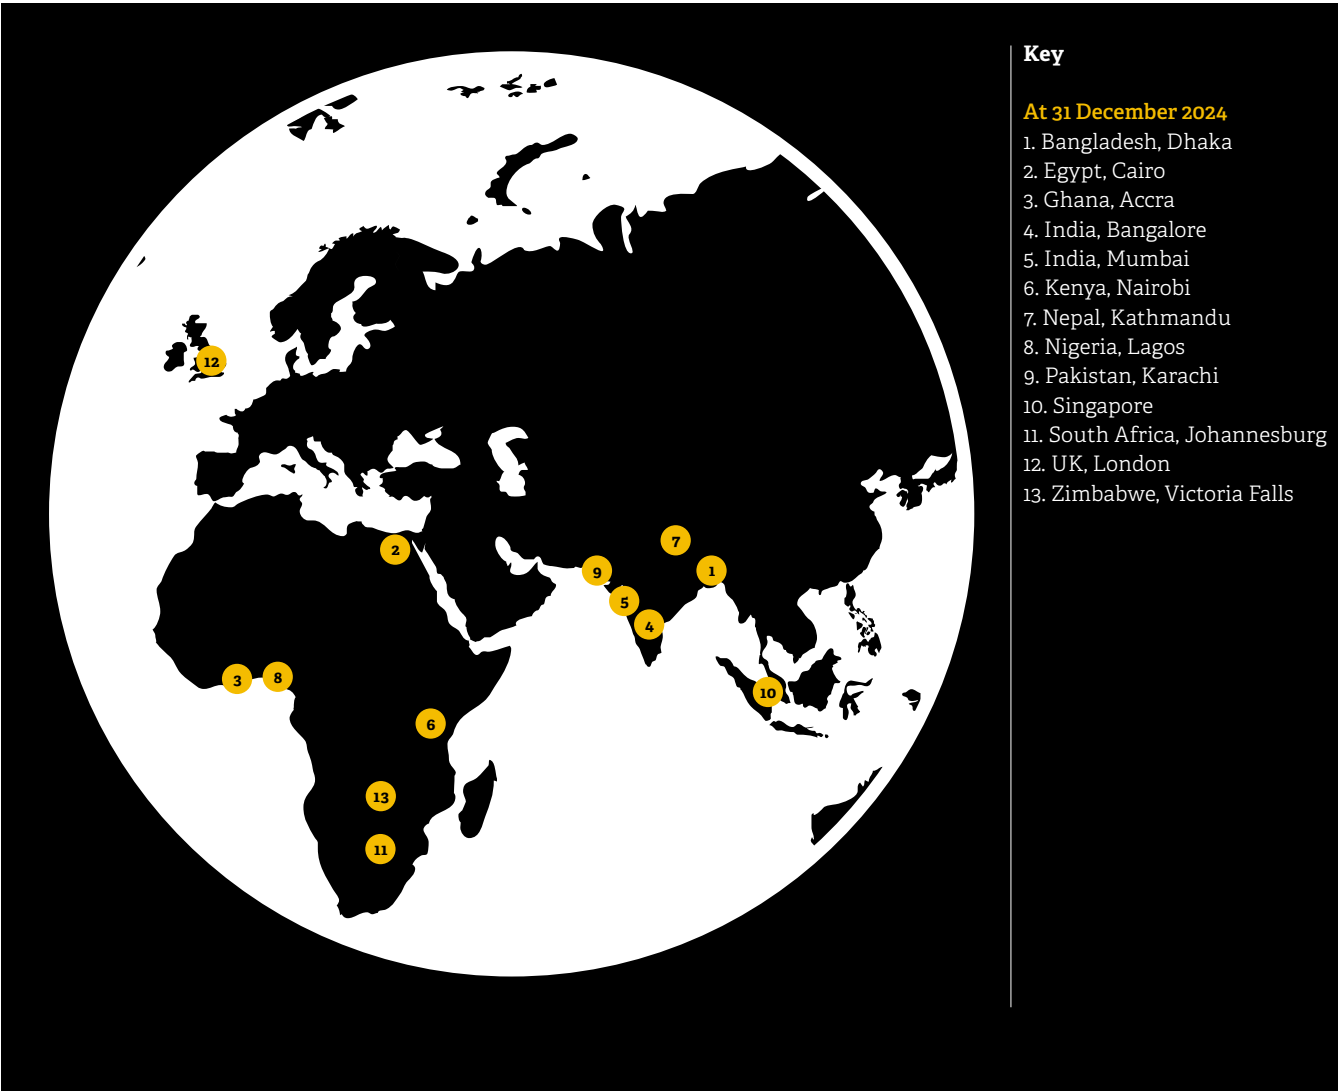 Key
At 31 December 2024
1. Bangladesh, Dhaka
2. Egypt, Cairo
3. Ghana, Accra
4. India, Bangalore
5. India, Mumbai
6. Kenya, Nairobi
7. Nepal, Kathmandu
8. Nigeria, Lagos
9. Pakistan, Karachi
10. Singapore
11. South Africa, Johannesburg
12. UK, London
13. Zimbabwe, Victoria Falls
12
7
2
9
1
5
4
3
8
10
6
13
11